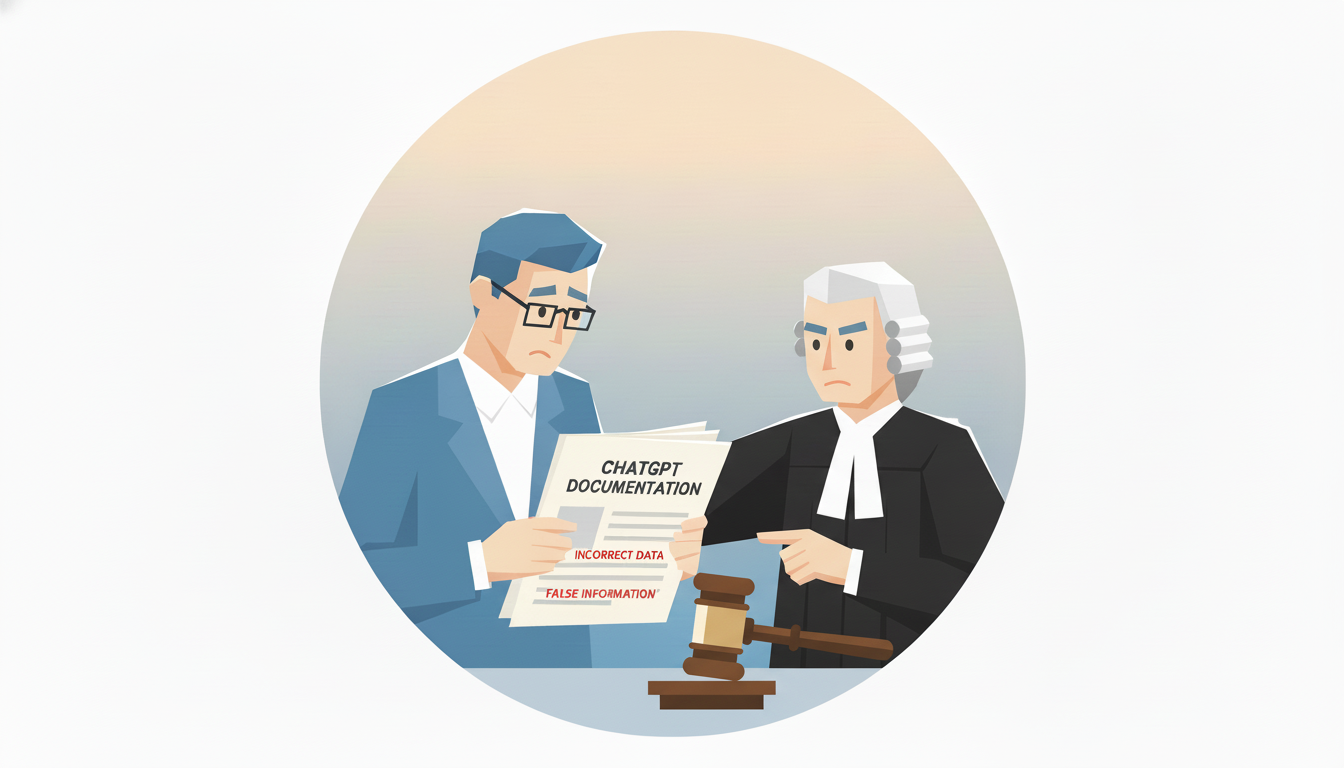 CHATGPT
DOCUMENTATION
INCORRECT DATA
FALSE INFORMATION